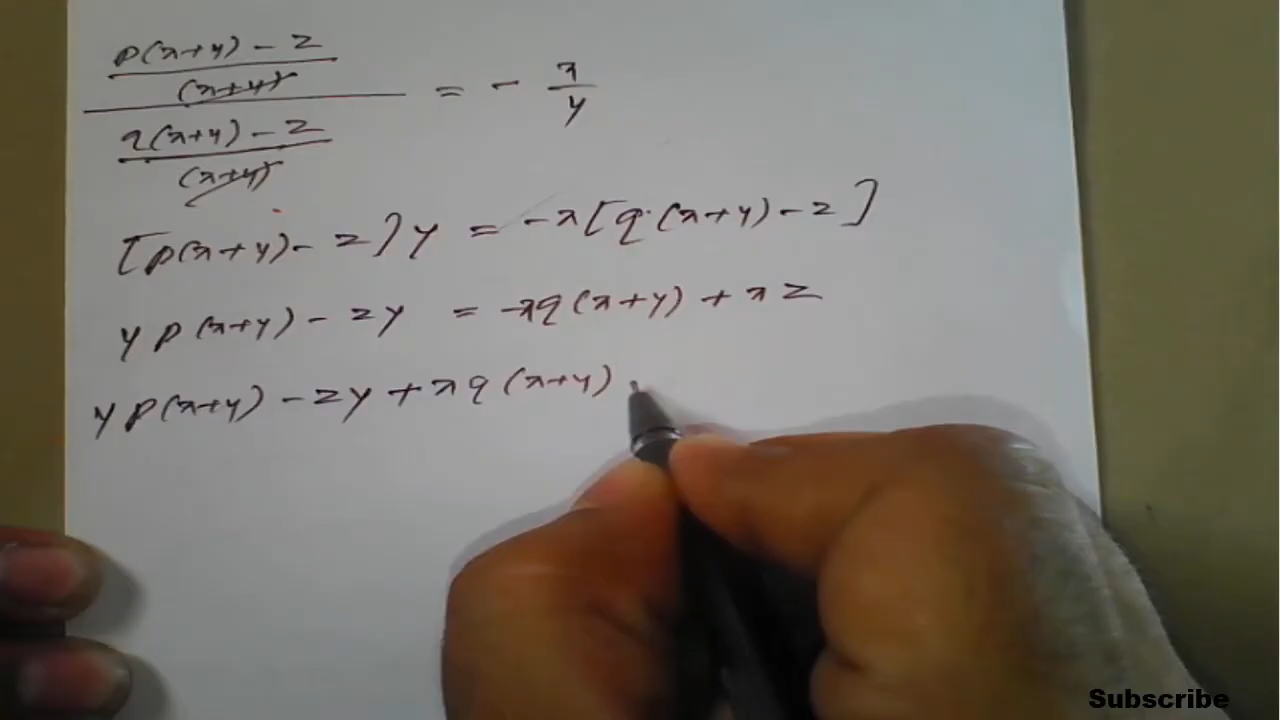 p(x+y) - z
(x+y)
= - x
y
q(x+y) - z
(x+y)
[p(x+y) - z] y = -x[q.(x+y) - z]
y p(x+y) - zy = -xq(x+y) + xz
y p(x+y) - zy + xq(x+y)
Subscribe